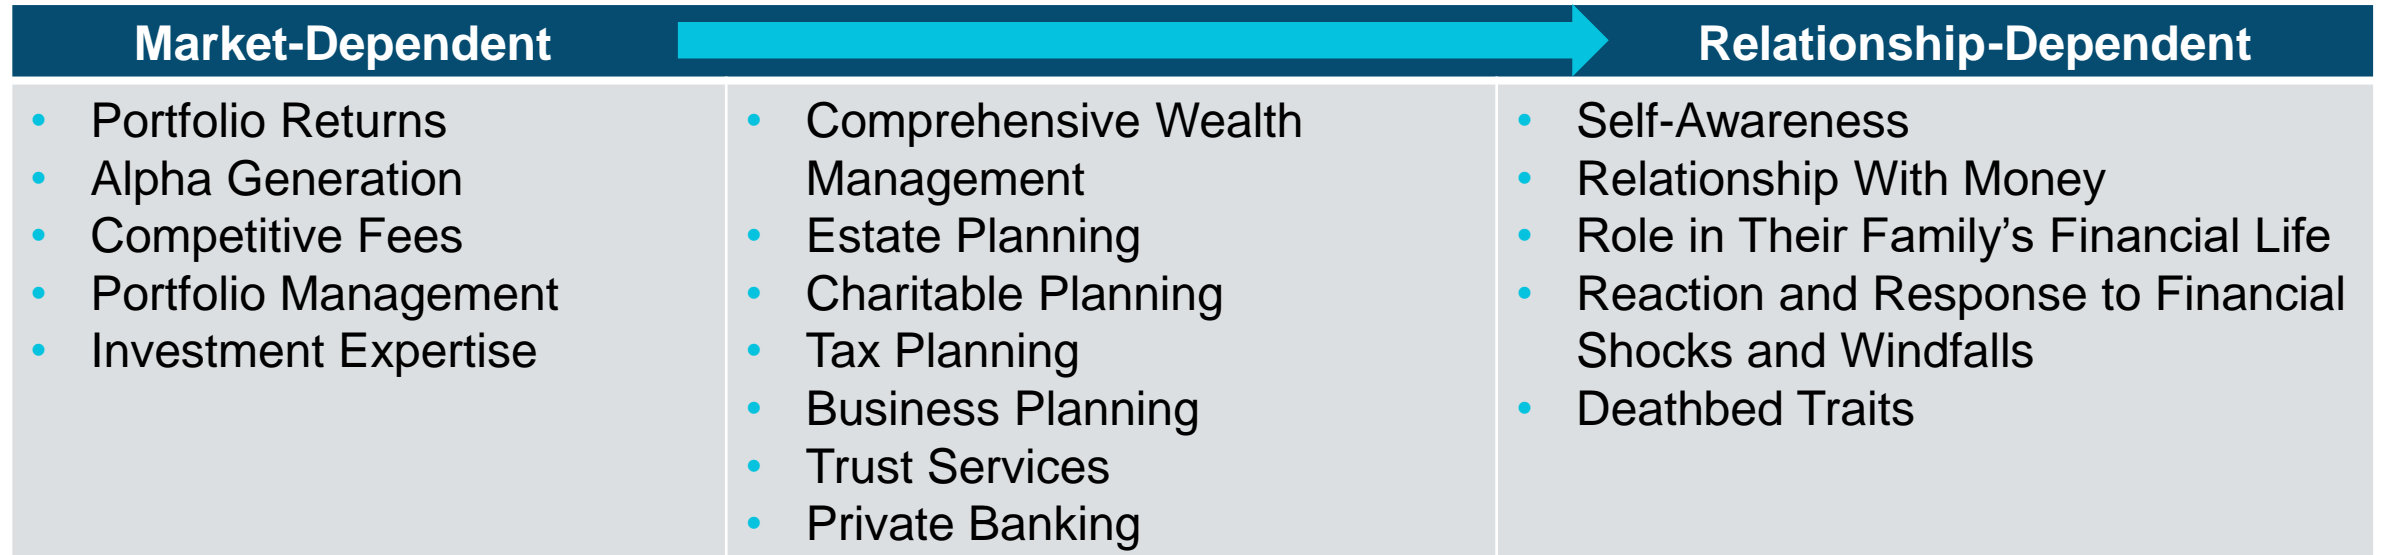 Market-Dependent
Relationship-Dependent
• Portfolio Returns
• Alpha Generation
• Competitive Fees
• Portfolio Management
• Investment Expertise
• Comprehensive Wealth
Management
• Estate Planning
• Charitable Planning
• Tax Planning
• Business Planning
• Trust Services
• Private Banking
• Self-Awareness
• Relationship With Money
• Role in Their Family’s Financial Life
• Reaction and Response to Financial
Shocks and Windfalls
• Deathbed Traits